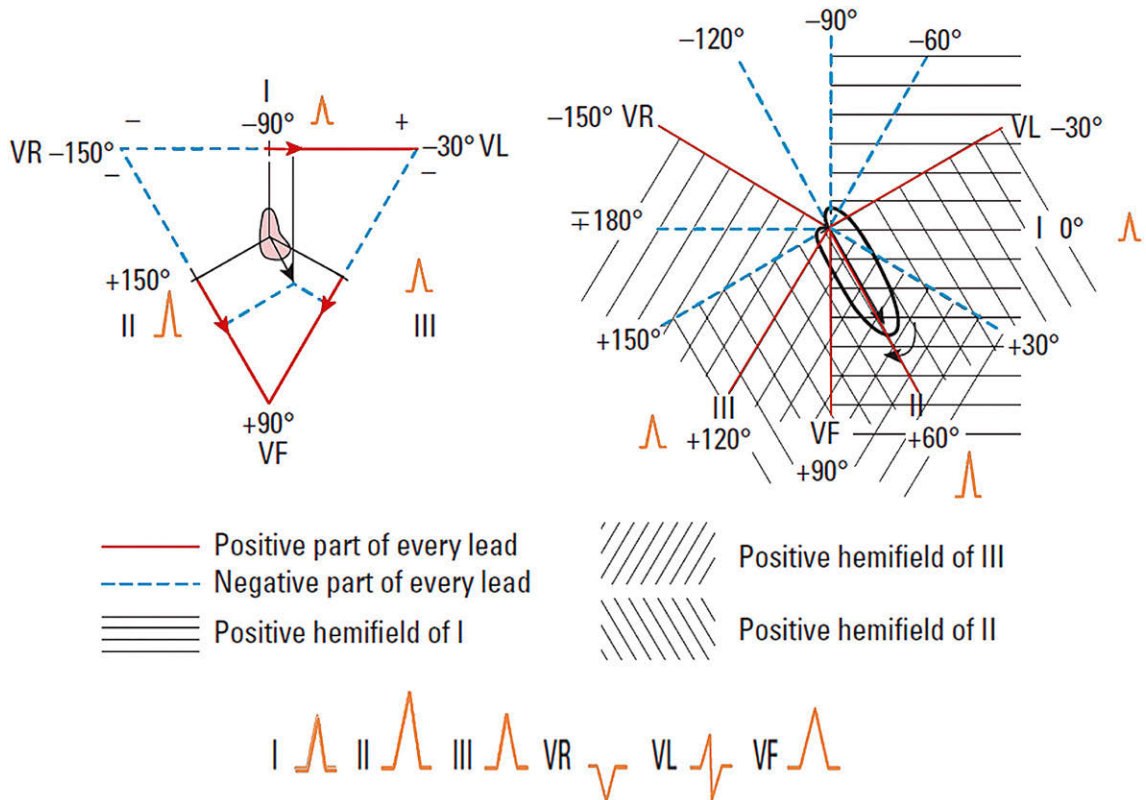 I
−90°
−
+
VR −150°
−30° VL
−
−
+150°
II
III
+90°
VF
−90°
−120°
−60°
−150° VR
VL −30°
∓180°
I 0°
+150°
+30°
III
VF
II
+120°
+60°
+90°
Positive part of every lead
Negative part of every lead
Positive hemifield of I
Positive hemifield of III
Positive hemifield of II
I II III VR VL VF